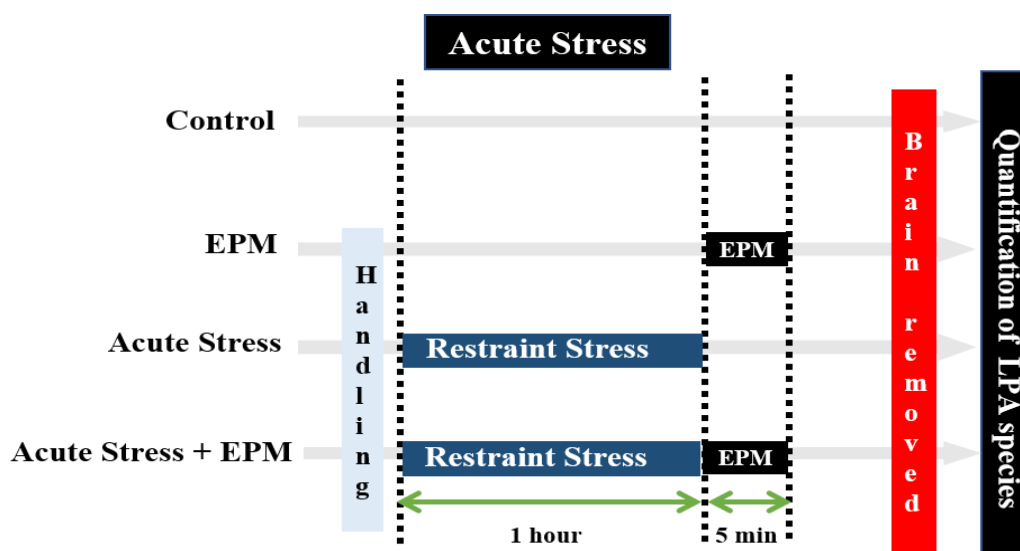 Acute Stress
Control
EPM
EPM
Acute Stress
Restraint Stress
Acute Stress + EPM
Restraint Stress
EPM
Handling
1 hour
5 min
Brain removed
Quantification of LPA species